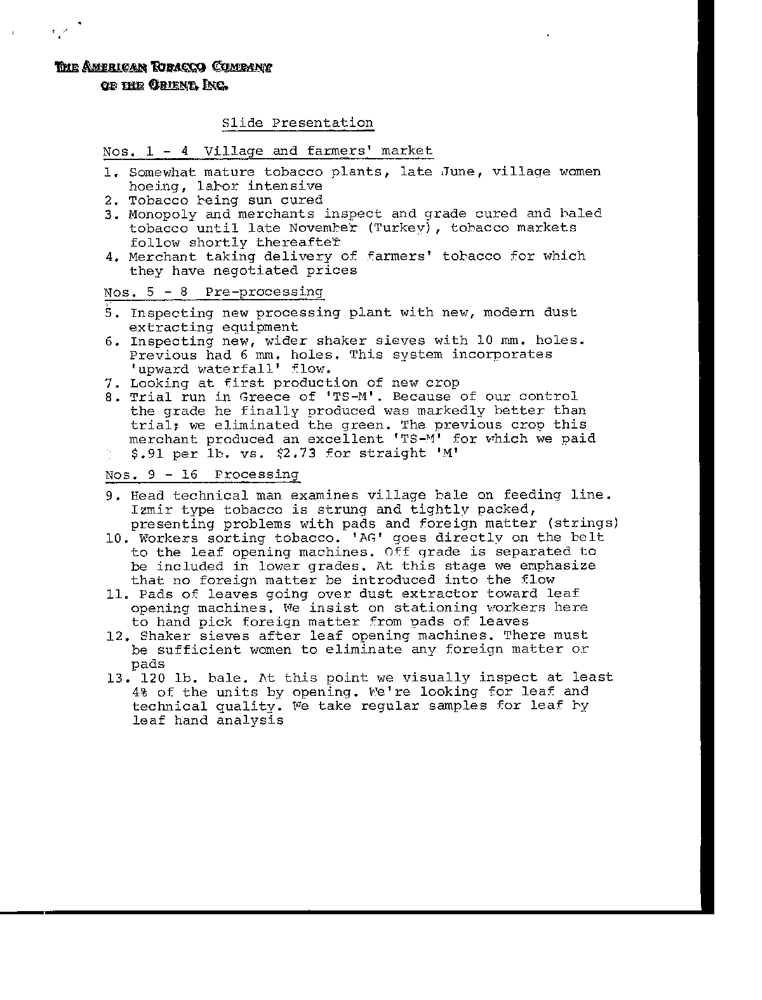 THE AMERICAN TOBACCO COMPANY
OF THE ORIENT, INC.
Slide Presentation
Nos. 1 - 4 Village and farmers' market
1. Somewhat mature tobacco plants, late June, village women
hoeing, labor intensive
2. Tobacco being sun cured
3. Monopoly and merchants inspect and grade cured and baled
tobacco until late November (Turkey), tobacco markets
follow shortly thereafter
4. Merchant taking delivery of farmers' tobacco for which
they have negotiated prices
Nos. 5 - 8 Pre-processing
5. Inspecting new processing plant with new, modern dust
extracting equipment
6. Inspecting new, wider shaker sieves with 10 mm. holes.
Previous had 6 mm. holes. This system incorporates
'upward waterfall' flow.
7. Looking at first production of new crop
8. Trial run in Greece of 'TS-M'. Because of our control
the grade he finally produced was markedly better than
trial; we eliminated the green. The previous crop this
merchant produced an excellent 'TS-M' for which we paid
$.91 per lb. vs. $2.73 for straight 'M'
Nos. 9 - 16 Processing
9. Head technical man examines village bale on feeding line.
Izmir type tobacco is strung and tightly packed,
presenting problems with pads and foreign matter (strings)
10. Workers sorting tobacco. 'AG' goes directly on the belt
to the leaf opening machines. Off grade is separated to
be included in lower grades. At this stage we emphasize
that no foreign matter be introduced into the flow
11. Pads of leaves going over dust extractor toward leaf
opening machines. We insist on stationing workers here
to hand pick foreign matter from pads of leaves
12. Shaker sieves after leaf opening machines. There must
be sufficient women to eliminate any foreign matter or
pads
13. 120 lb. bale. At this point we visually inspect at least
4% of the units by opening. We're looking for leaf and
technical quality. We take regular samples for leaf by
leaf hand analysis